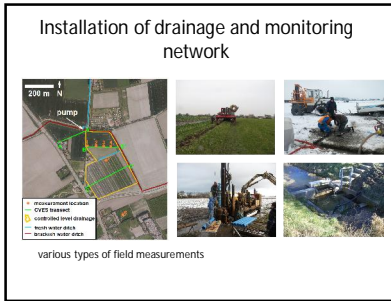 Installation of drainage and monitoring
network
200 m
N
pump
measurement location
CVES transect
controlled level drainage
fresh water ditch
brackish water ditch
various types of field measurements